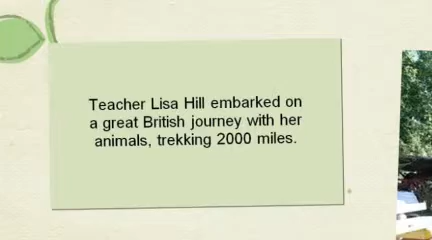 Teacher Lisa Hill embarked on
a great British journey with her
animals, trekking 2000 miles.